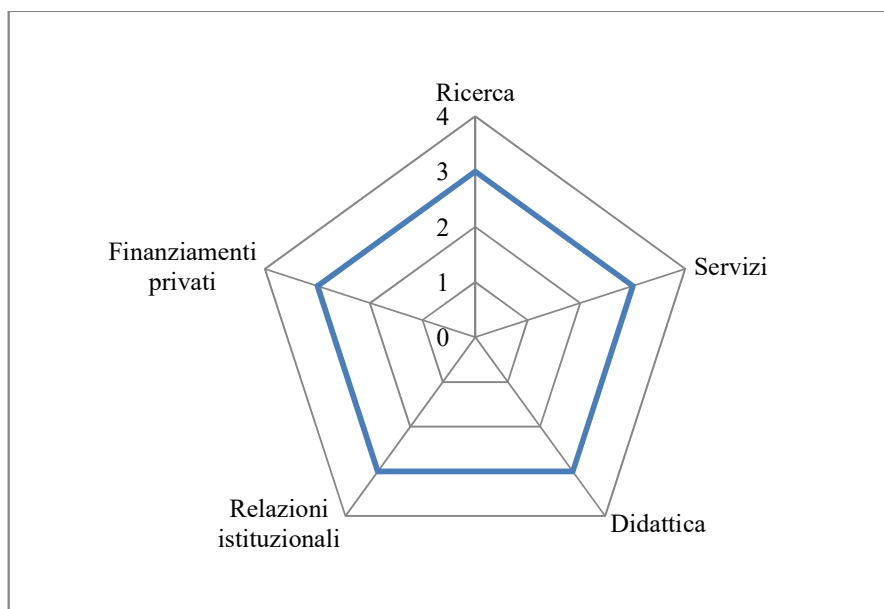 Ricerca
4
3
2
1
0
Servizi
Didattica
Relazioni
istituzionali
Finanziamenti
privati